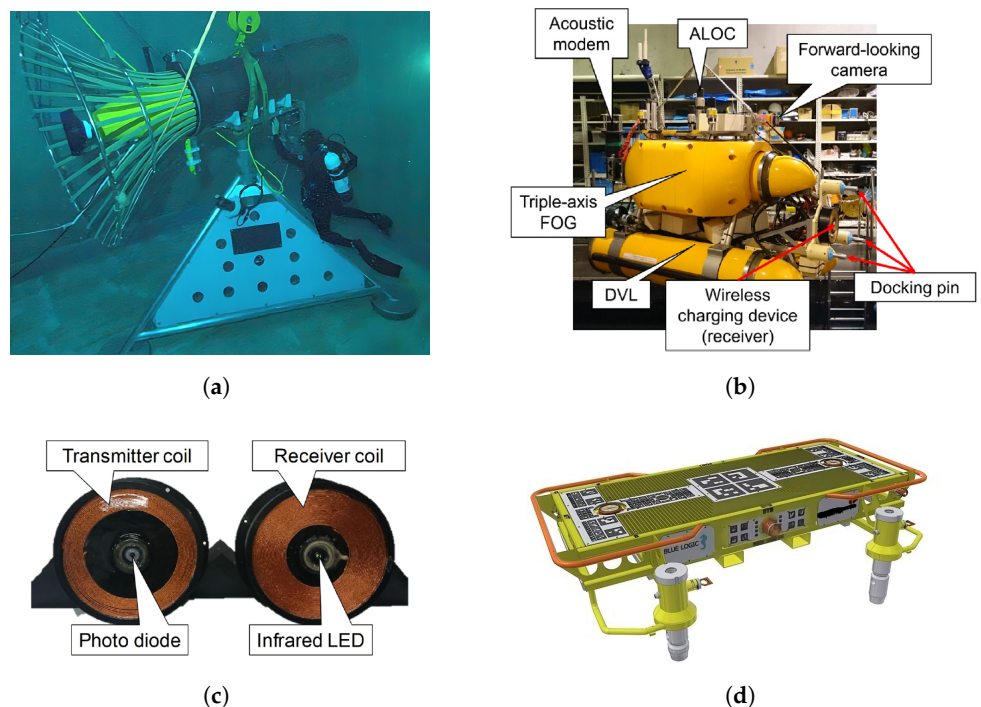 Acoustic
modem
ALOC
Forward-looking
camera
Triple-axis
FOG
DVL
Wireless
charging device
(receiver)
Docking pin
(a)
(b)
Transmitter coil
Receiver coil
Photo diode
Infrared LED
BLUE LOGIC
(c)
(d)